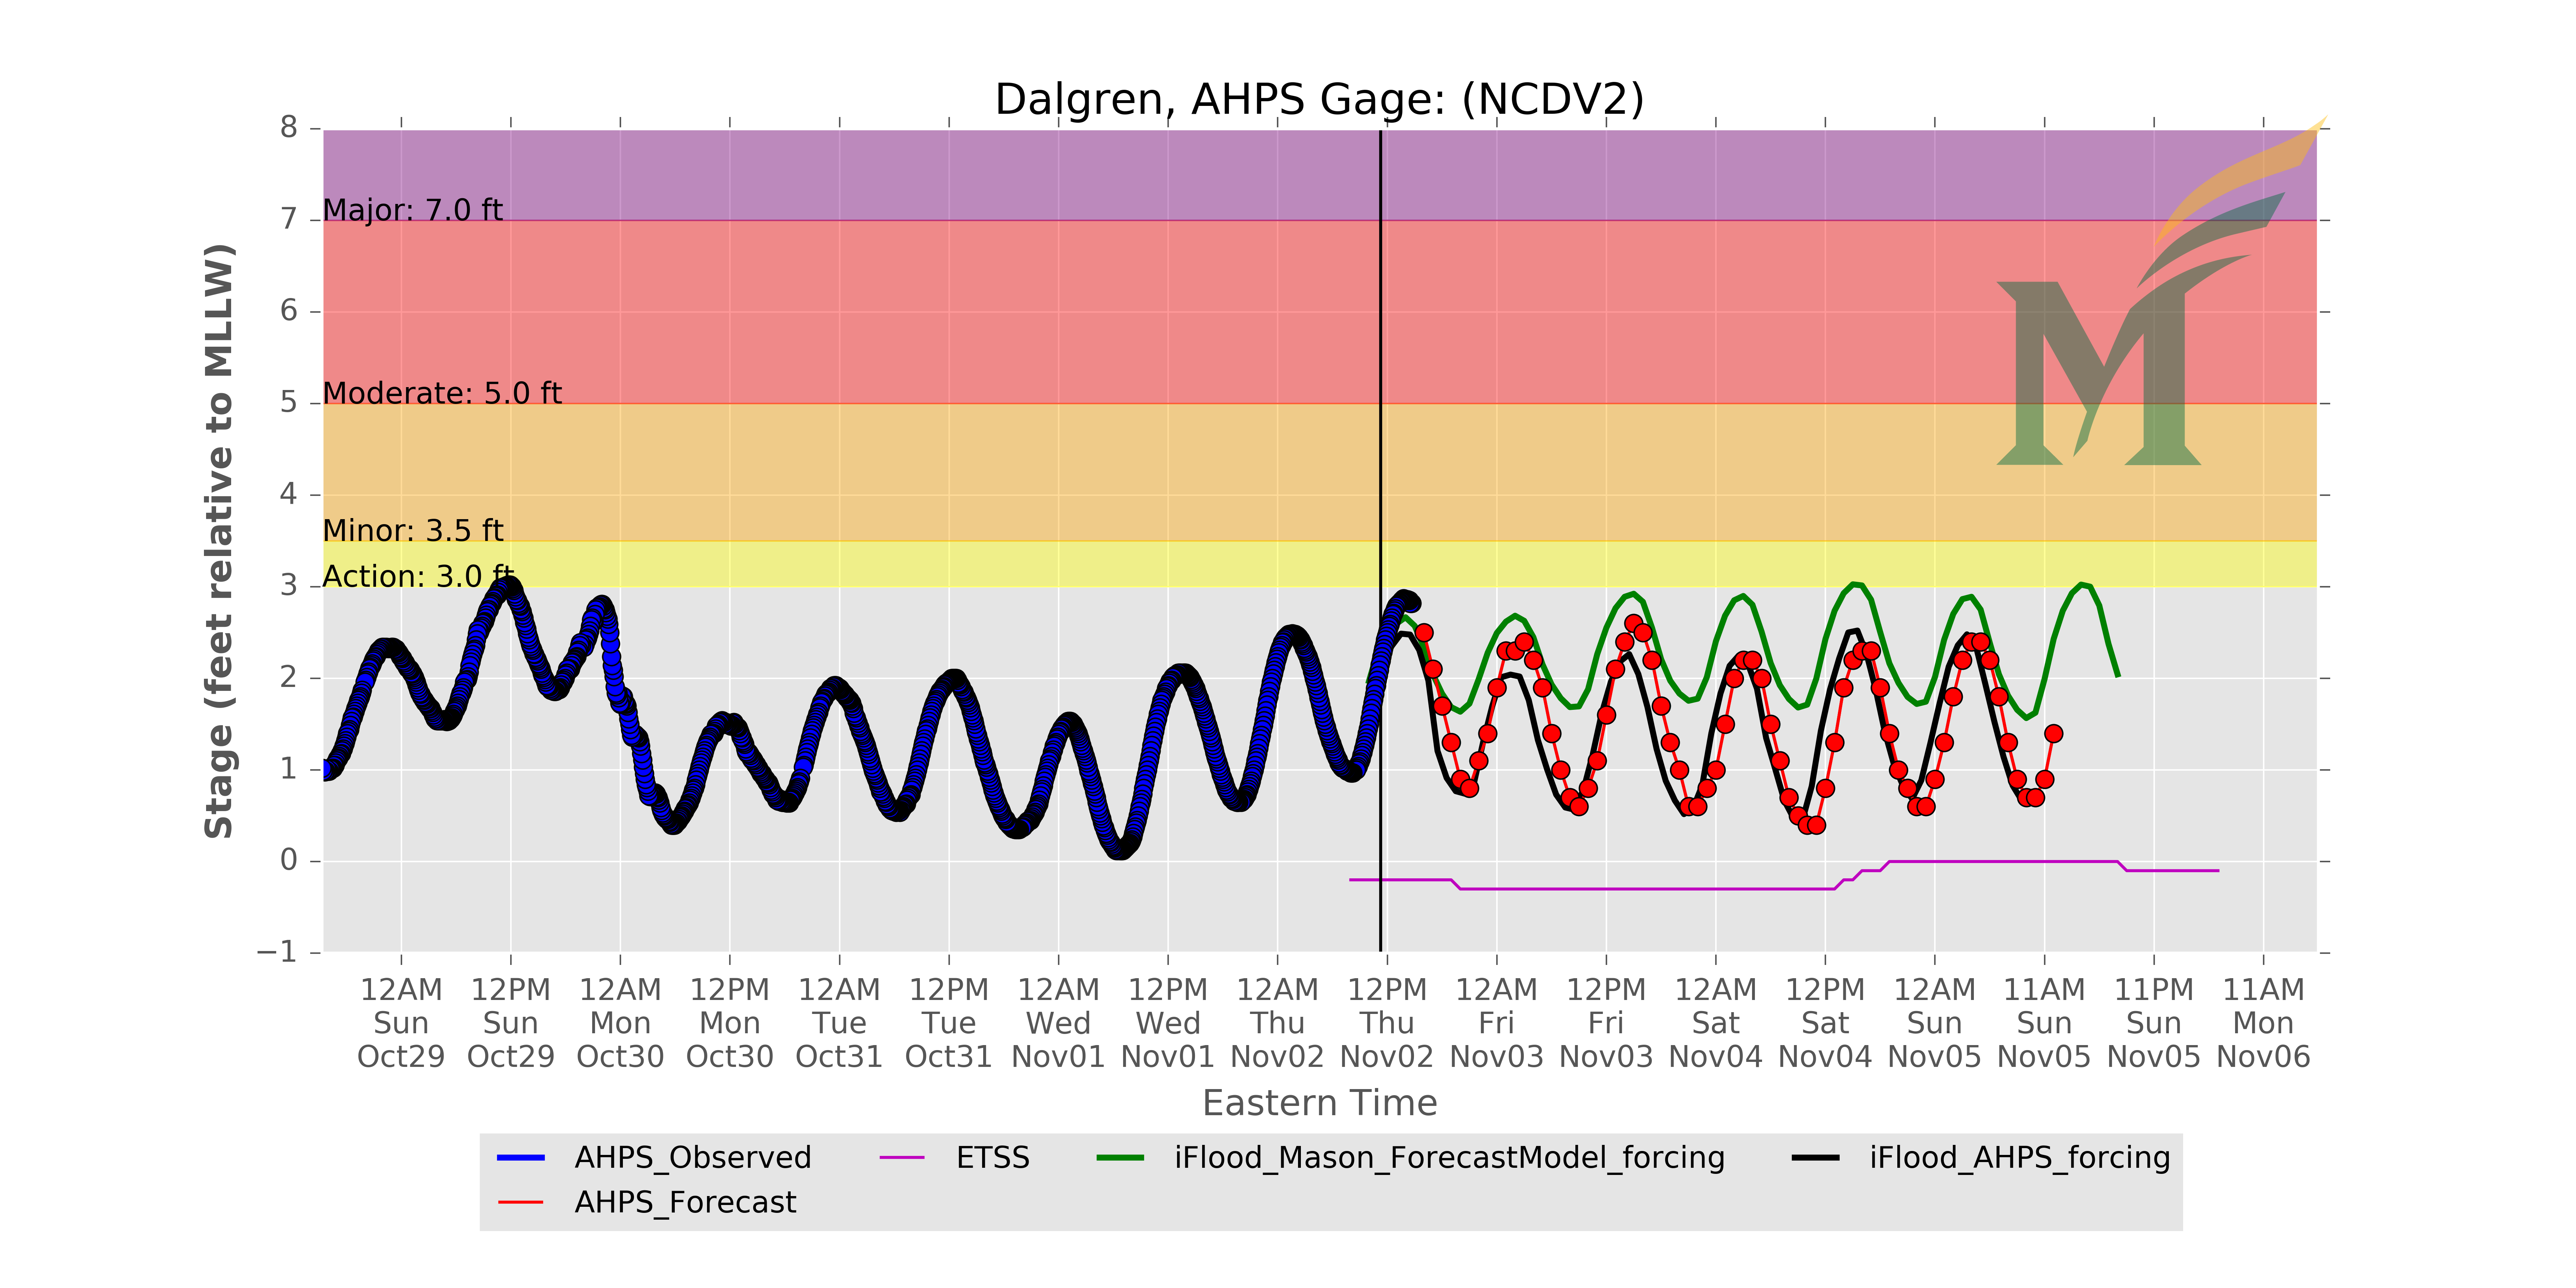 Dalgren, AHPS Gage: (NCDV2)
8
7
6
5
4
3
2
1
0
−1
Stage (feet relative to MLLW)
Major: 7.0 ft
Moderate: 5.0 ft
Minor: 3.5 ft
Action: 3.0 ft
M
12AM Sun Oct29
12PM Sun Oct29
12AM Mon Oct30
12PM Mon Oct30
12AM Tue Oct31
12PM Tue Oct31
12AM Wed Nov01
12PM Wed Nov01
12AM Thu Nov02
12PM Thu Nov02
12AM Fri Nov03
12PM Fri Nov03
12AM Sat Nov04
12PM Sat Nov04
12AM Sun Nov05
11AM Sun Nov05
11PM Sun Nov05
11AM Mon Nov06
Eastern Time
AHPS_Observed
AHPS_Forecast
ETSS
iFlood_Mason_ForecastModel_forcing
iFlood_AHPS_forcing